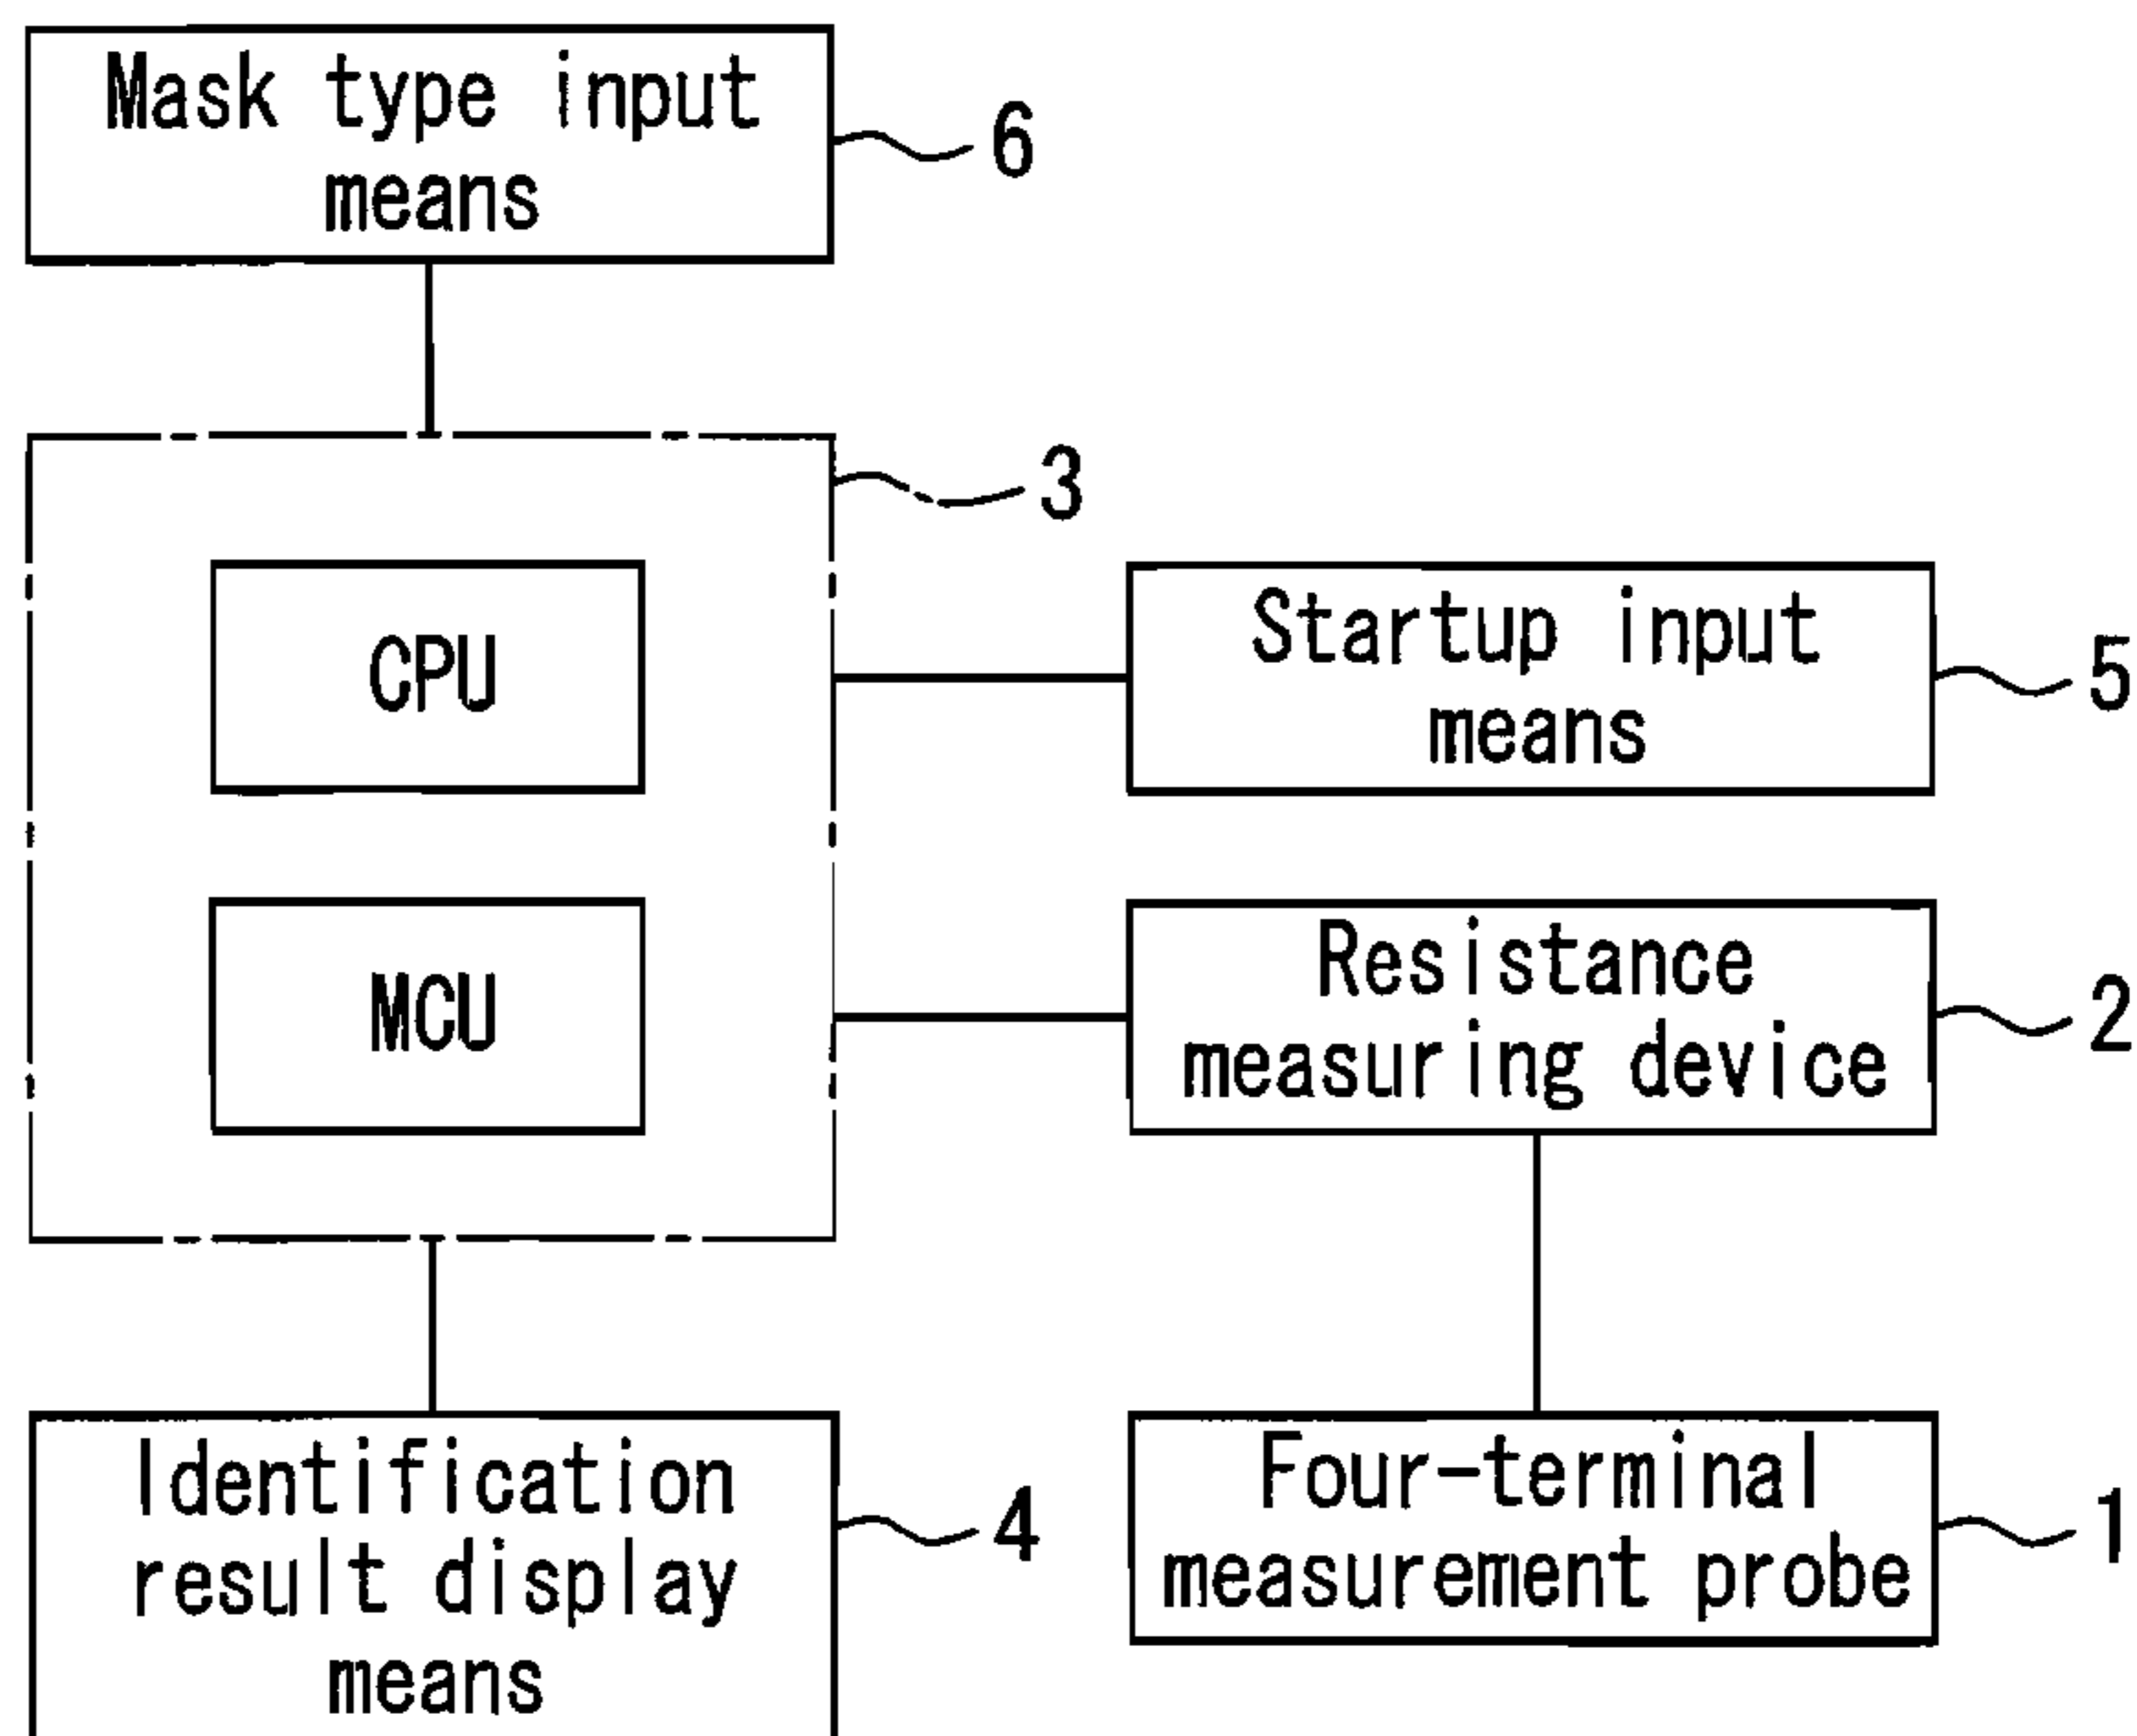 Mask type input
means
6
3
CPU
Startup input
means
5
MCU
Resistance
measuring device
2
Identification
result display
means
4
Four-terminal
measurement probe
1